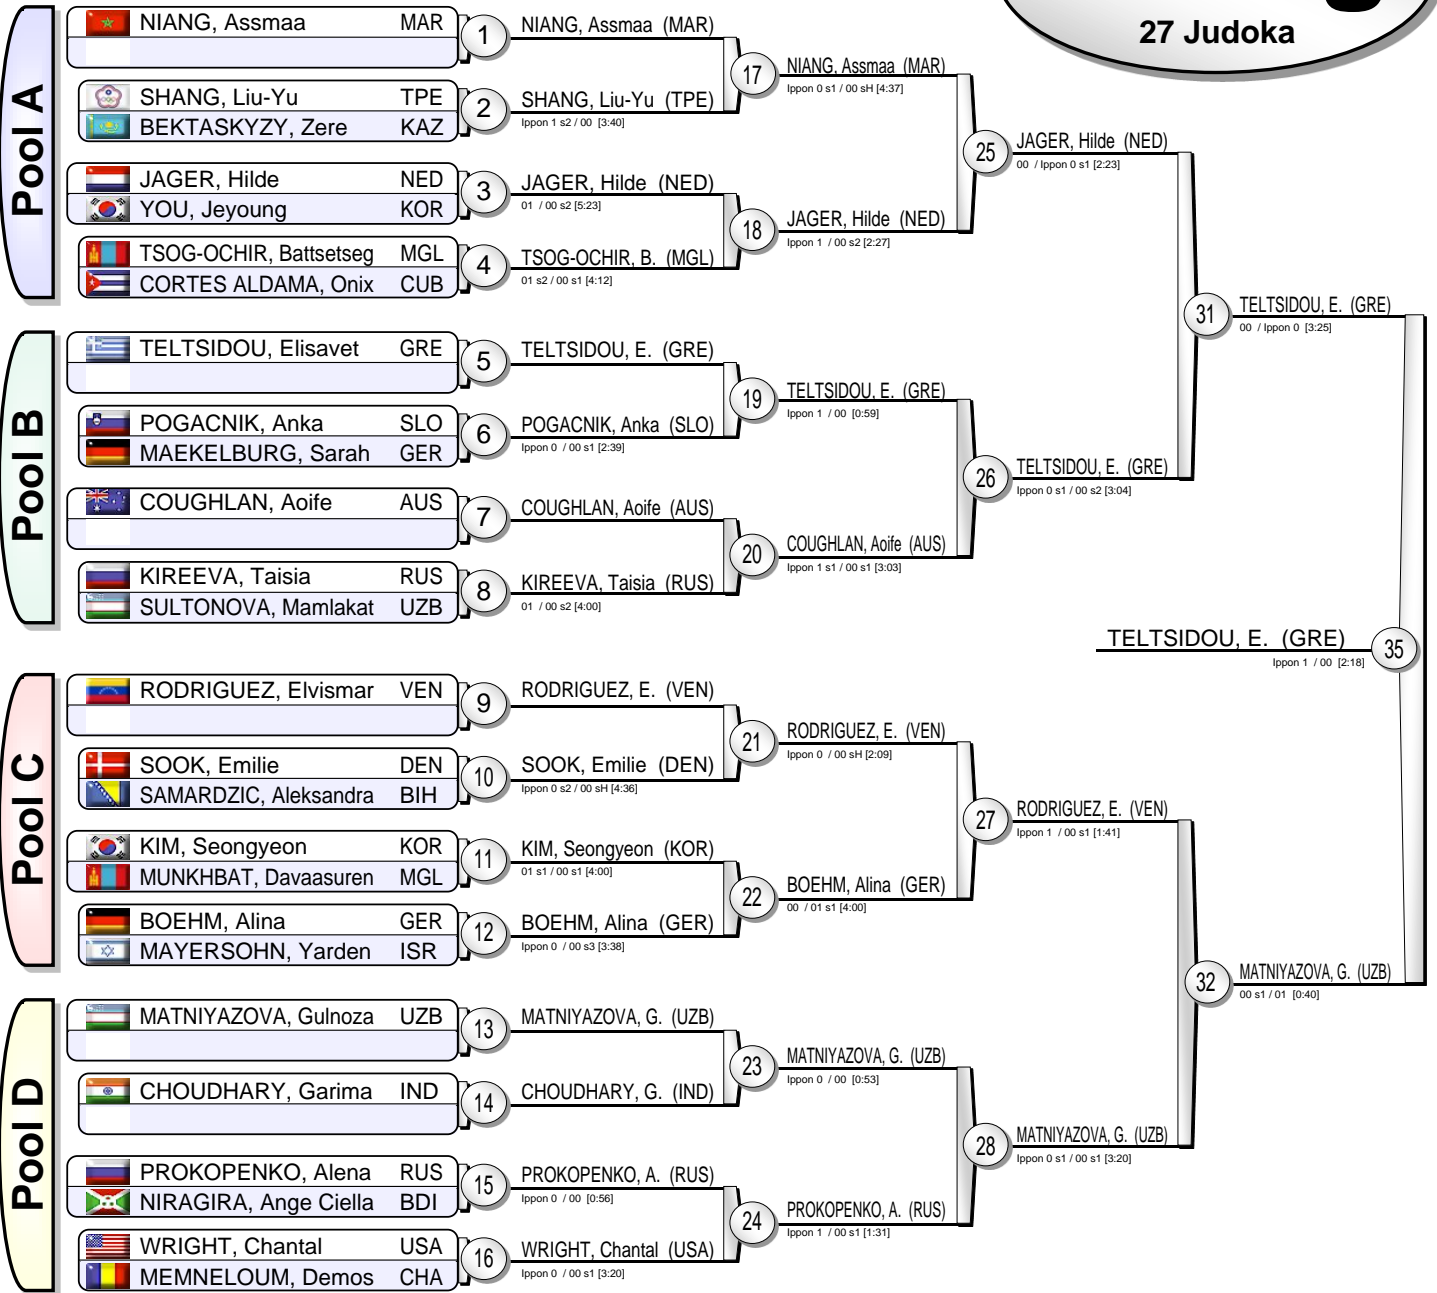 27 Judoka
Pool A
NIANG, Assmaa MAR
1
SHANG, Liu-Yu TPE
BEKTASKYZY, Zere KAZ
2
JAGER, Hilde NED
YOU, Jeyoung KOR
3
TSOG-OCHIR, Battsetseg MGL
CORTES ALDAMA, Onix CUB
4
Pool B
TELTSIDOU, Elisavet GRE
5
POGACNIK, Anka SLO
MAEKELBURG, Sarah GER
6
COUGHLAN, Aoife AUS
7
KIREEVA, Taisia RUS
SULTONOVA, Mamlakat UZB
8
Pool C
RODRIGUEZ, Elvismar VEN
9
SOOK, Emilie DEN
SAMARDZIC, Aleksandra BIH
10
KIM, Seongyeon KOR
MUNKHBAT, Davaasuren MGL
11
BOEHM, Alina GER
MAYERSOHN, Yarden ISR
12
Pool D
MATNIYAZOVA, Gulnoza UZB
13
CHOUDHARY, Garima IND
14
PROKOPENKO, Alena RUS
NIRAGIRA, Ange Ciella BDI
15
WRIGHT, Chantal USA
MEMNELOUM, Demos CHA
16
NIANG, Assmaa (MAR)
17
SHANG, Liu-Yu (TPE)
Ippon 1 s2 / 00 [3:40]
JAGER, Hilde (NED)
01 / 00 s2 [5:23]
18
TSOG-OCHIR, B. (MGL)
01 s2 / 00 s1 [4:12]
TELTSIDOU, E. (GRE)
19
POGACNIK, Anka (SLO)
Ippon 0 / 00 s1 [2:39]
COUGHLAN, Aoife (AUS)
20
KIREEVA, Taisia (RUS)
01 / 00 s2 [4:00]
RODRIGUEZ, E. (VEN)
21
SOOK, Emilie (DEN)
Ippon 0 s2 / 00 sH [4:36]
KIM, Seongyeon (KOR)
01 s1 / 00 s1 [4:00]
22
BOEHM, Alina (GER)
Ippon 0 / 00 s3 [3:38]
MATNIYAZOVA, G. (UZB)
23
CHOUDHARY, G. (IND)
PROKOPENKO, A. (RUS)
Ippon 0 / 00 [0:56]
24
WRIGHT, Chantal (USA)
Ippon 0 / 00 s1 [3:20]
NIANG, Assmaa (MAR)
Ippon 0 s1 / 00 sH [4:37]
25
JAGER, Hilde (NED)
Ippon 1 / 00 s2 [2:27]
TELTSIDOU, E. (GRE)
Ippon 1 / 00 [0:59]
26
COUGHLAN, Aoife (AUS)
Ippon 1 s1 / 00 s1 [3:03]
RODRIGUEZ, E. (VEN)
Ippon 0 / 00 sH [2:09]
27
BOEHM, Alina (GER)
00 / 01 s1 [4:00]
MATNIYAZOVA, G. (UZB)
Ippon 0 / 00 [0:53]
28
PROKOPENKO, A. (RUS)
Ippon 1 / 00 s1 [1:31]
JAGER, Hilde (NED)
00 / Ippon 0 s1 [2:23]
31
TELTSIDOU, E. (GRE)
Ippon 0 s1 / 00 s2 [3:04]
RODRIGUEZ, E. (VEN)
Ippon 1 / 00 s1 [1:41]
32
MATNIYAZOVA, G. (UZB)
Ippon 0 s1 / 00 s1 [3:20]
TELTSIDOU, E. (GRE)
00 / Ippon 0 [3:25]
MATNIYAZOVA, G. (UZB)
00 s1 / 01 [0:40]
TELTSIDOU, E. (GRE)
35
Ippon 1 / 00 [2:18]